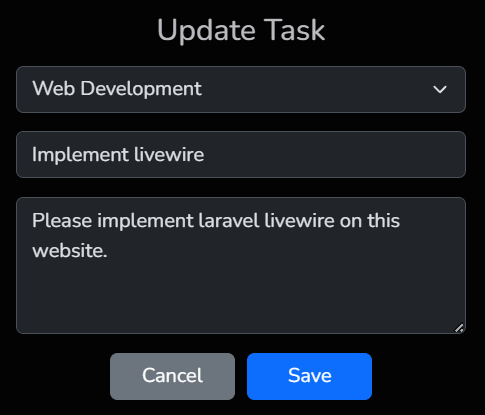 Update Task
Web Development
Implement livewire
Please implement laravel livewire on this
website.
Cancel Save